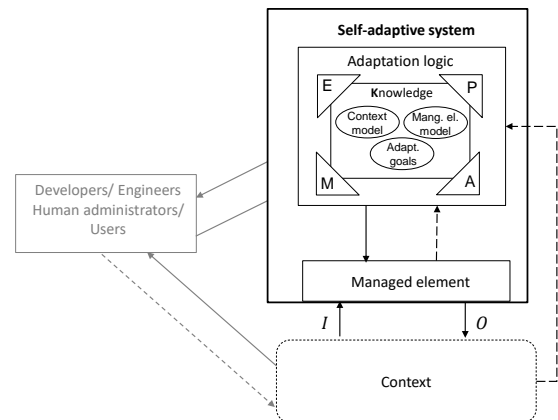 Self-adaptive system
Adaptation logic
E
P
Knowledge
Context
model
Mang. el.
model
Adapt.
goals
M
A
Developers/ Engineers
Human administrators/
Users
Managed element
I
O
Context